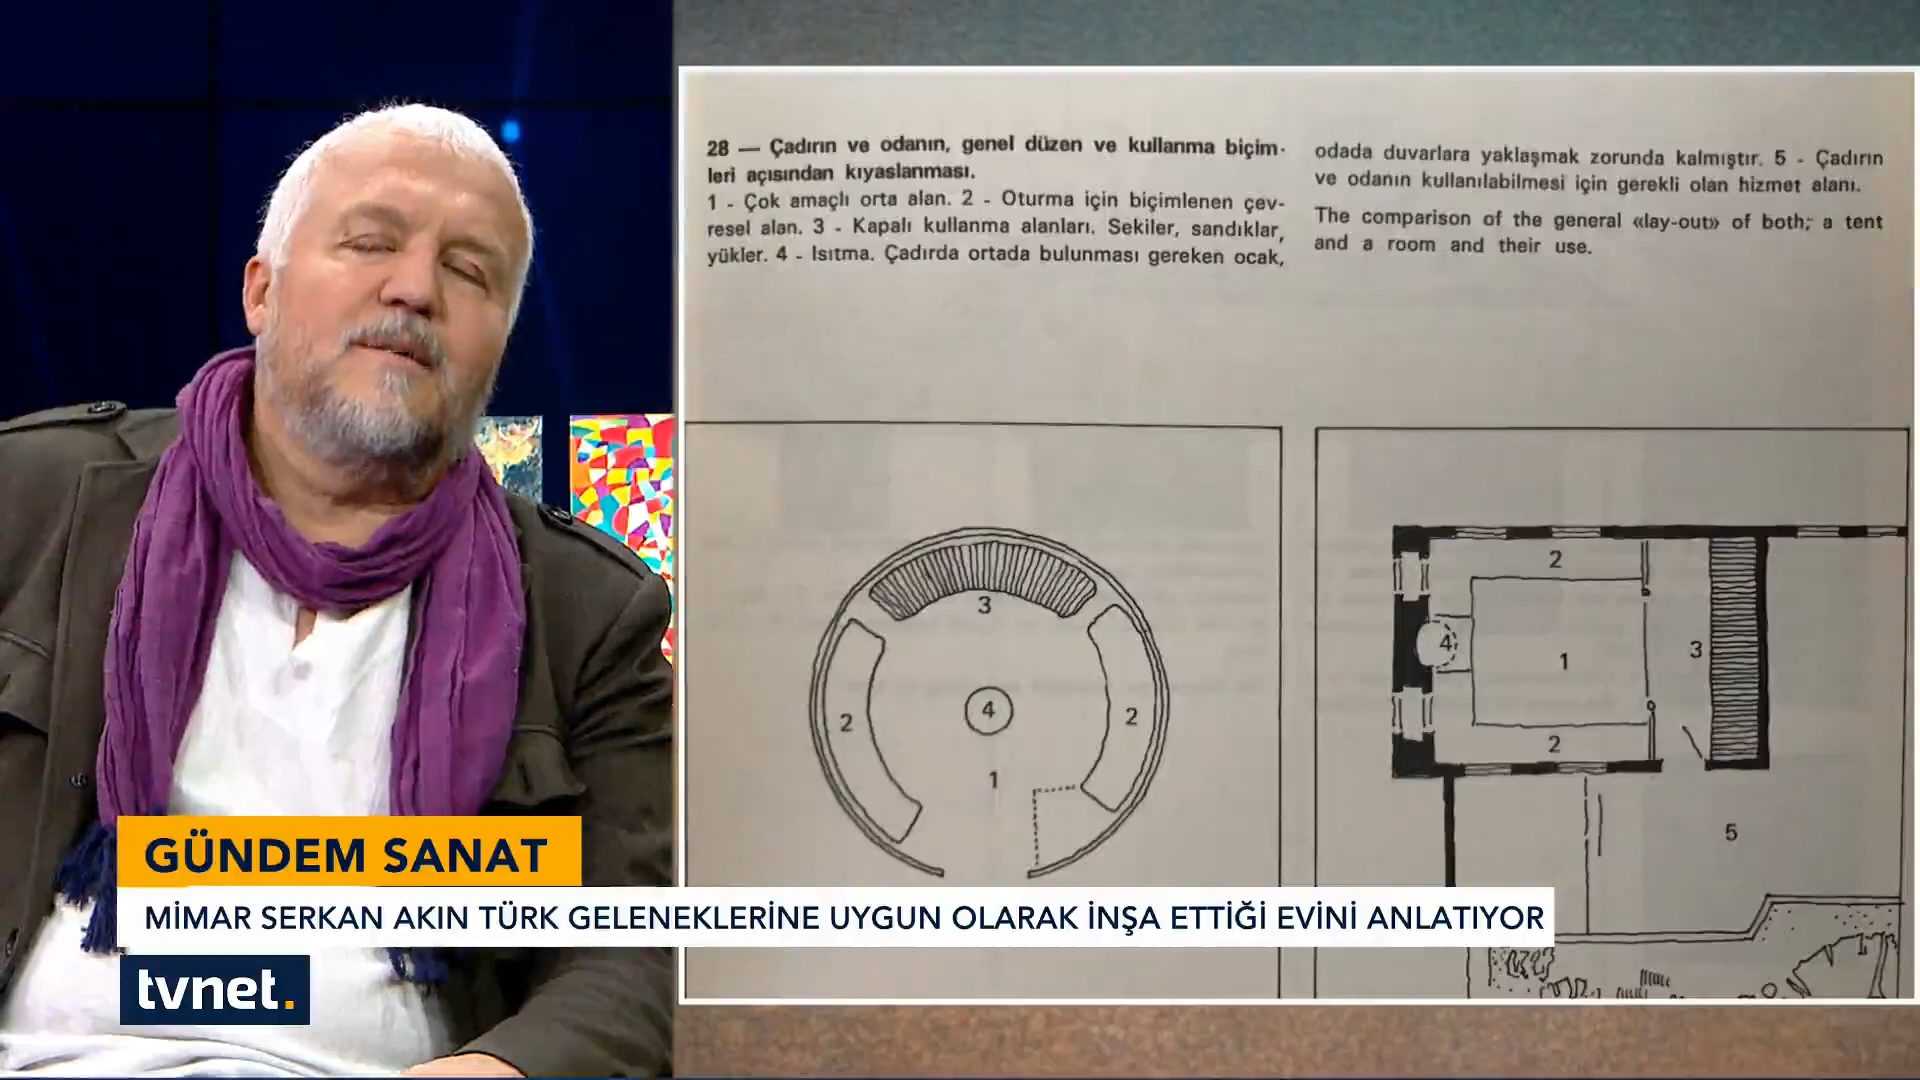 28 — Çadırın ve odanın, genel düzen ve kullanma biçim-
leri açısından kıyaslanması.
1 - Çok amaçlı orta alan. 2 - Oturma için biçimlenen çev-
resel alan. 3 - Kapalı kullanma alanları. Sekiler, sandıklar,
yükler. 4 - Isıtma. Çadırda ortada bulunması gereken ocak,
odada duvarlara yaklaşmak zorunda kalmıştır. 5 - Çadırın
ve odanın kullanılabilmesi için gerekli olan hizmet alanı.
The comparison of the general «lay-out» of both; a tent
and a room and their use.
3
2
4
2
1
2
4
1
3
2
5
GÜNDEM SANAT
MİMAR SERKAN AKIN TÜRK GELENEKLERİNE UYGUN OLARAK İNŞA ETTİĞİ EVİNİ ANLATIYOR
tvnet.